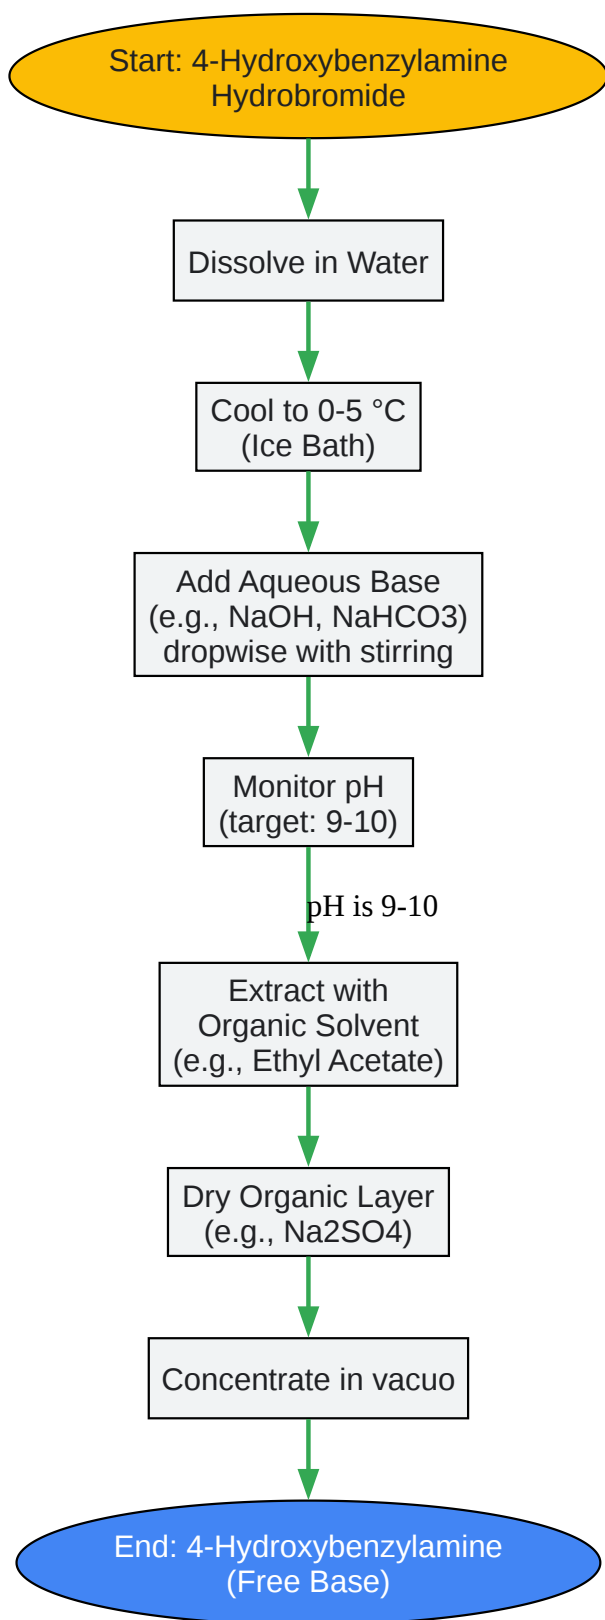 Start: 4-Hydroxybenzylamine
Hydrobromide
Dissolve in Water
Cool to 0-5 °C
(Ice Bath)
Add Aqueous Base
(e.g., NaOH, NaHCO3)
dropwise with stirring
Monitor pH
(target: 9-10)
pH is 9-10
Extract with
Organic Solvent
(e.g., Ethyl Acetate)
Dry Organic Layer
(e.g., Na2SO4)
Concentrate in vacuo
End: 4-Hydroxybenzylamine
(Free Base)